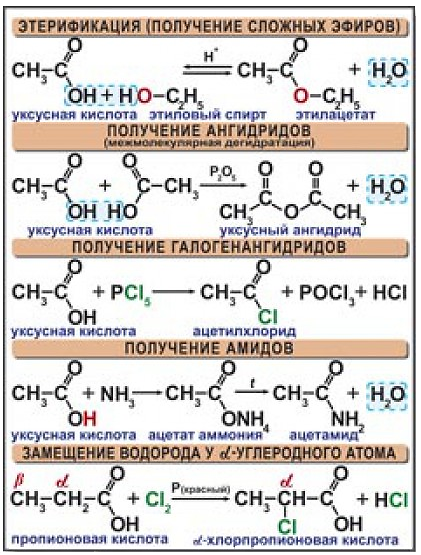 ЭТЕРИФИКАЦИЯ (ПОЛУЧЕНИЕ СЛОЖНЫХ ЭФИРОВ)
CH₃–C(=O)OH + HO–C₂H₅ ⇌ (H⁺) CH₃–C(=O)O–C₂H₅ + H₂O
уксусная кислота этиловый спирт этилацетат
ПОЛУЧЕНИЕ АНГИДРИДОВ
(межмолекулярная дегидратация)
CH₃–C(=O)OH + HO–C(=O)–CH₃ → (P₂O₅) CH₃–C(=O)–O–C(=O)–CH₃ + H₂O
уксусная кислота уксусный ангидрид
ПОЛУЧЕНИЕ ГАЛОГЕНАНГИДРИДОВ
CH₃–C(=O)OH + PCl₅ → CH₃–C(=O)Cl + POCl₃ + HCl
уксусная кислота ацетилхлорид
ПОЛУЧЕНИЕ АМИДОВ
CH₃–C(=O)OH + NH₃ → CH₃–C(=O)ONH₄ → (t) CH₃–C(=O)NH₂ + H₂O
уксусная кислота ацетат аммония ацетамид
ЗАМЕЩЕНИЕ ВОДОРОДА У α-УГЛЕРОДНОГО АТОМА
β α α
CH₃–CH₂–C(=O)OH + Cl₂ → (P(красный)) CH₃–CH(Cl)–C(=O)OH + HCl
пропионовая кислота α-хлорпропионовая кислота